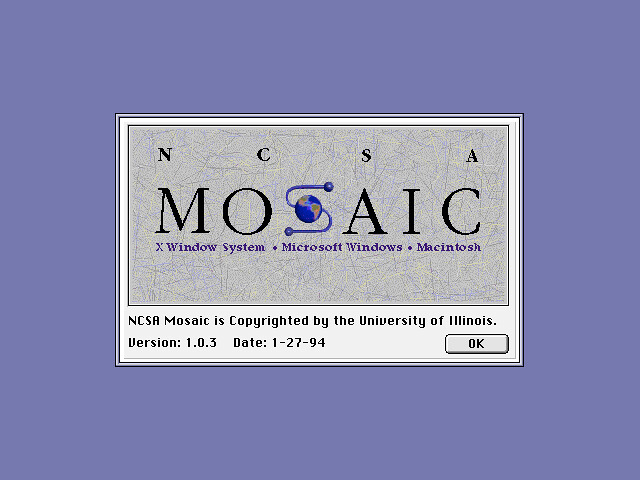 N C S A
MOSAIC
X Window System • Microsoft Windows • Macintosh
NCSA Mosaic is Copyrighted by the University of Illinois.
Version: 1.0.3 Date: 1-27-94
OK